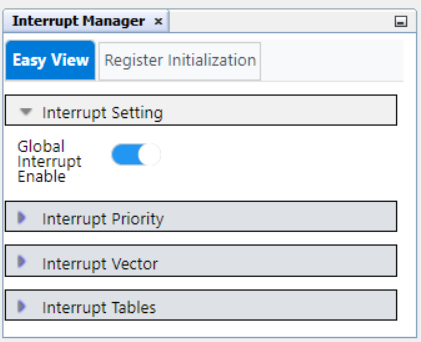 Interrupt Manager ×
Easy View Register Initialization
Interrupt Setting
Global
Interrupt
Enable
Interrupt Priority
Interrupt Vector
Interrupt Tables